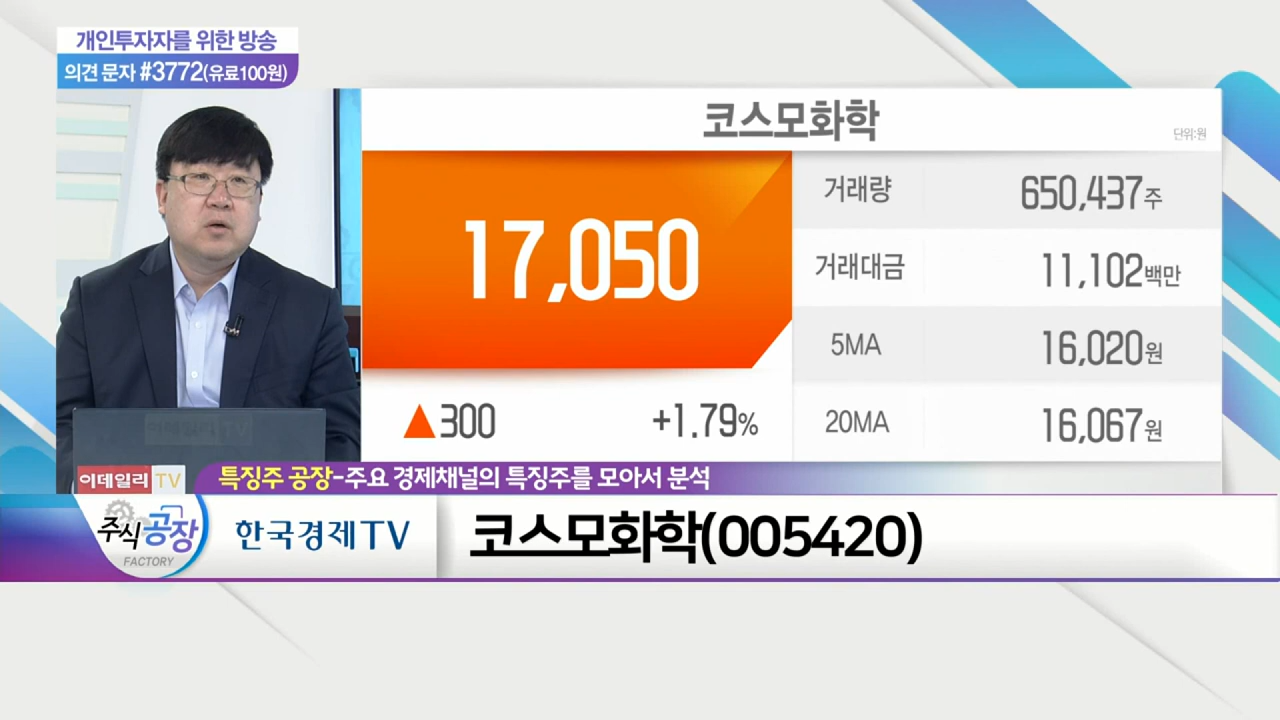 개인투자자를 위한 방송
의견 문자 #3772(유료100원)
코스모화학
단위:원
17,050
▲300 +1.79%
거래량 650,437주
거래대금 11,102백만
5MA 16,020원
20MA 16,067원
이데일리 TV
특징주 공장-주요 경제채널의 특징주를 모아서 분석
주식공장
FACTORY
한국경제TV
코스모화학(005420)